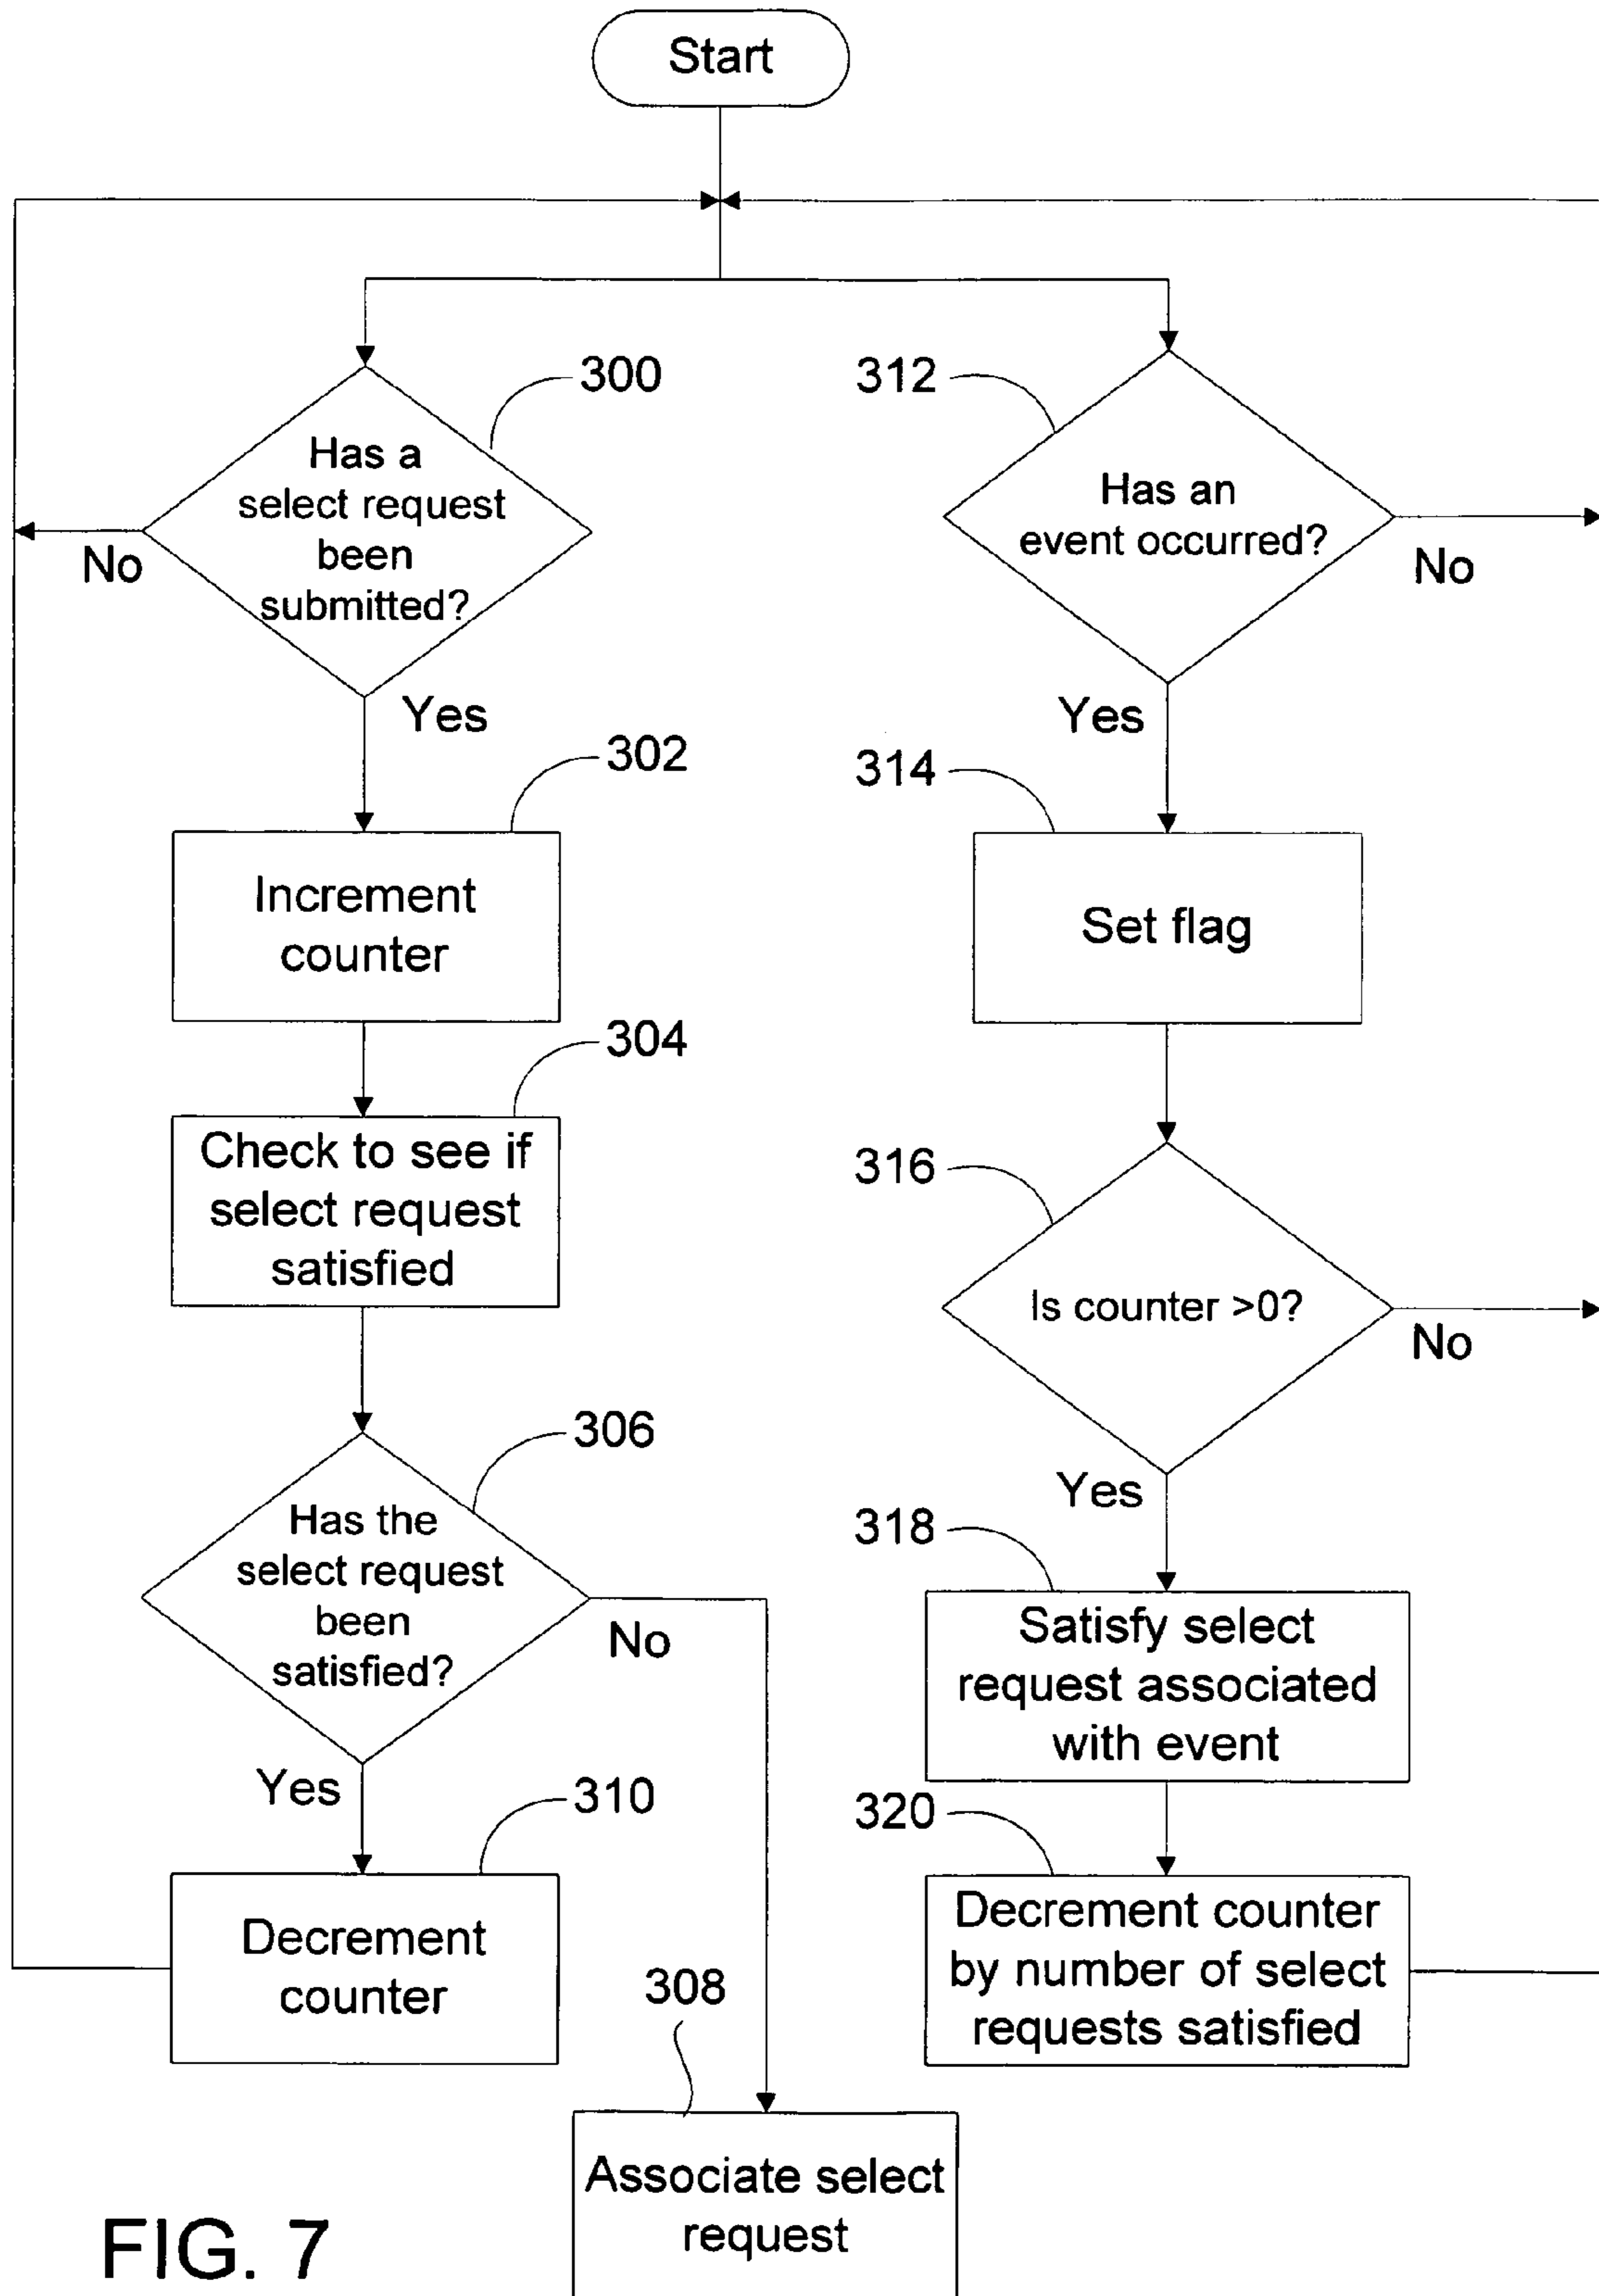 Start
300
Has a
select request
been
submitted?
No
Yes
302
Increment
counter
304
Check to see if
select request
satisfied
306
Has the
select request
been
satisfied?
No
Yes
310
Decrement
counter
308
Associate select
request
312
Has an
event occurred?
No
Yes
314
Set flag
316
Is counter >0?
No
Yes
318
Satisfy select
request associated
with event
320
Decrement counter
by number of select
requests satisfied
FIG. 7